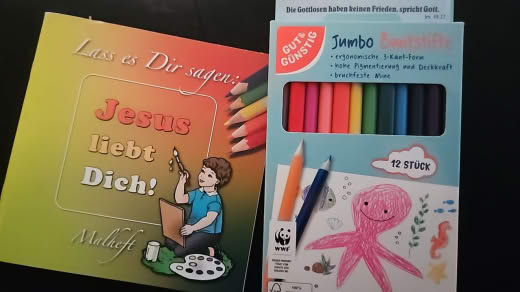 Lass es Dir sagen:
Jesus
liebt
Dich!
Malheft
Die Gottlosen haben keinen Frieden, spricht Gott.
GUT&
GÜNSTIG
Jumbo Buntstifte
• ergonomische 3-Kant-Form
• hohe Pigmentierung und Deckkraft
• bruchfeste Mine
12 STÜCK
WWF